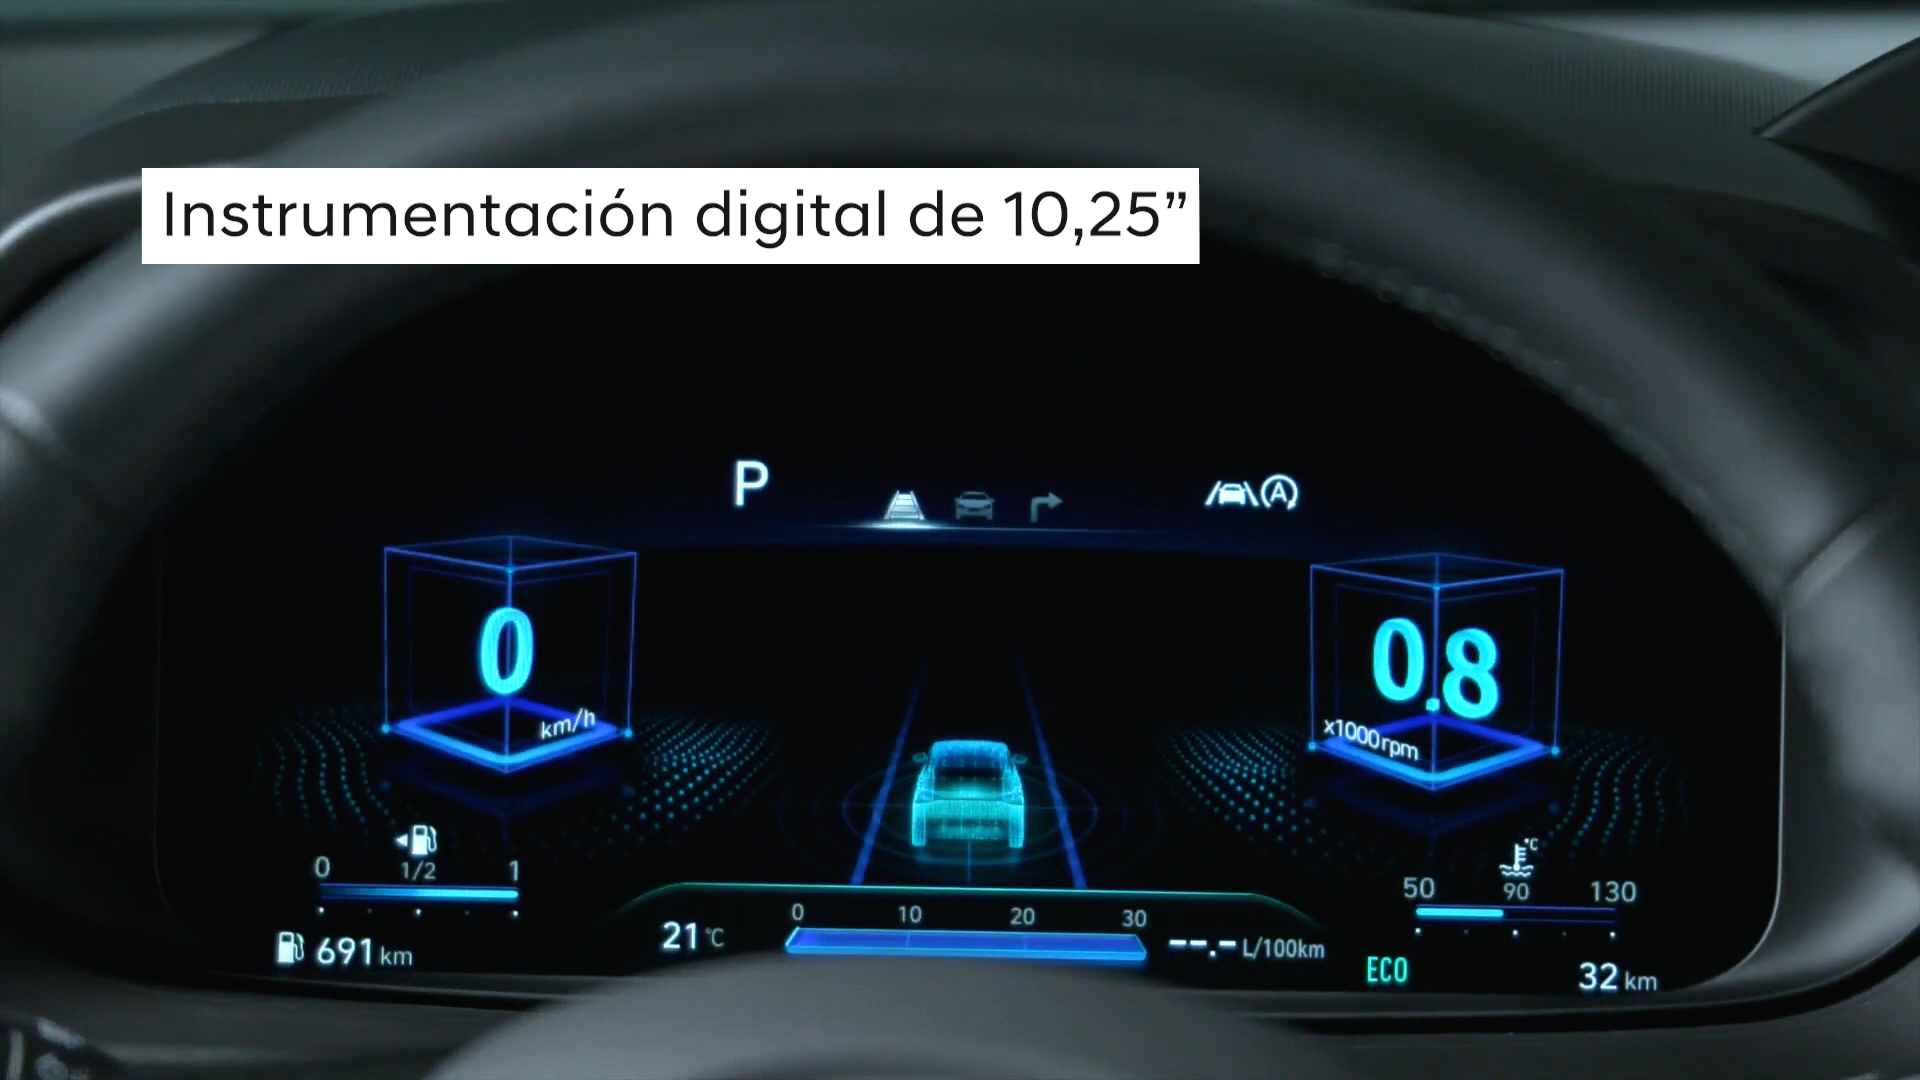 Instrumentación digital de 10,25”
P
A
0
km/h
0.8
x1000rpm
0 1/2 1
691 km
21 °C
0 10 20 30
--.- L/100km
°C
50 90 130
ECO
32 km